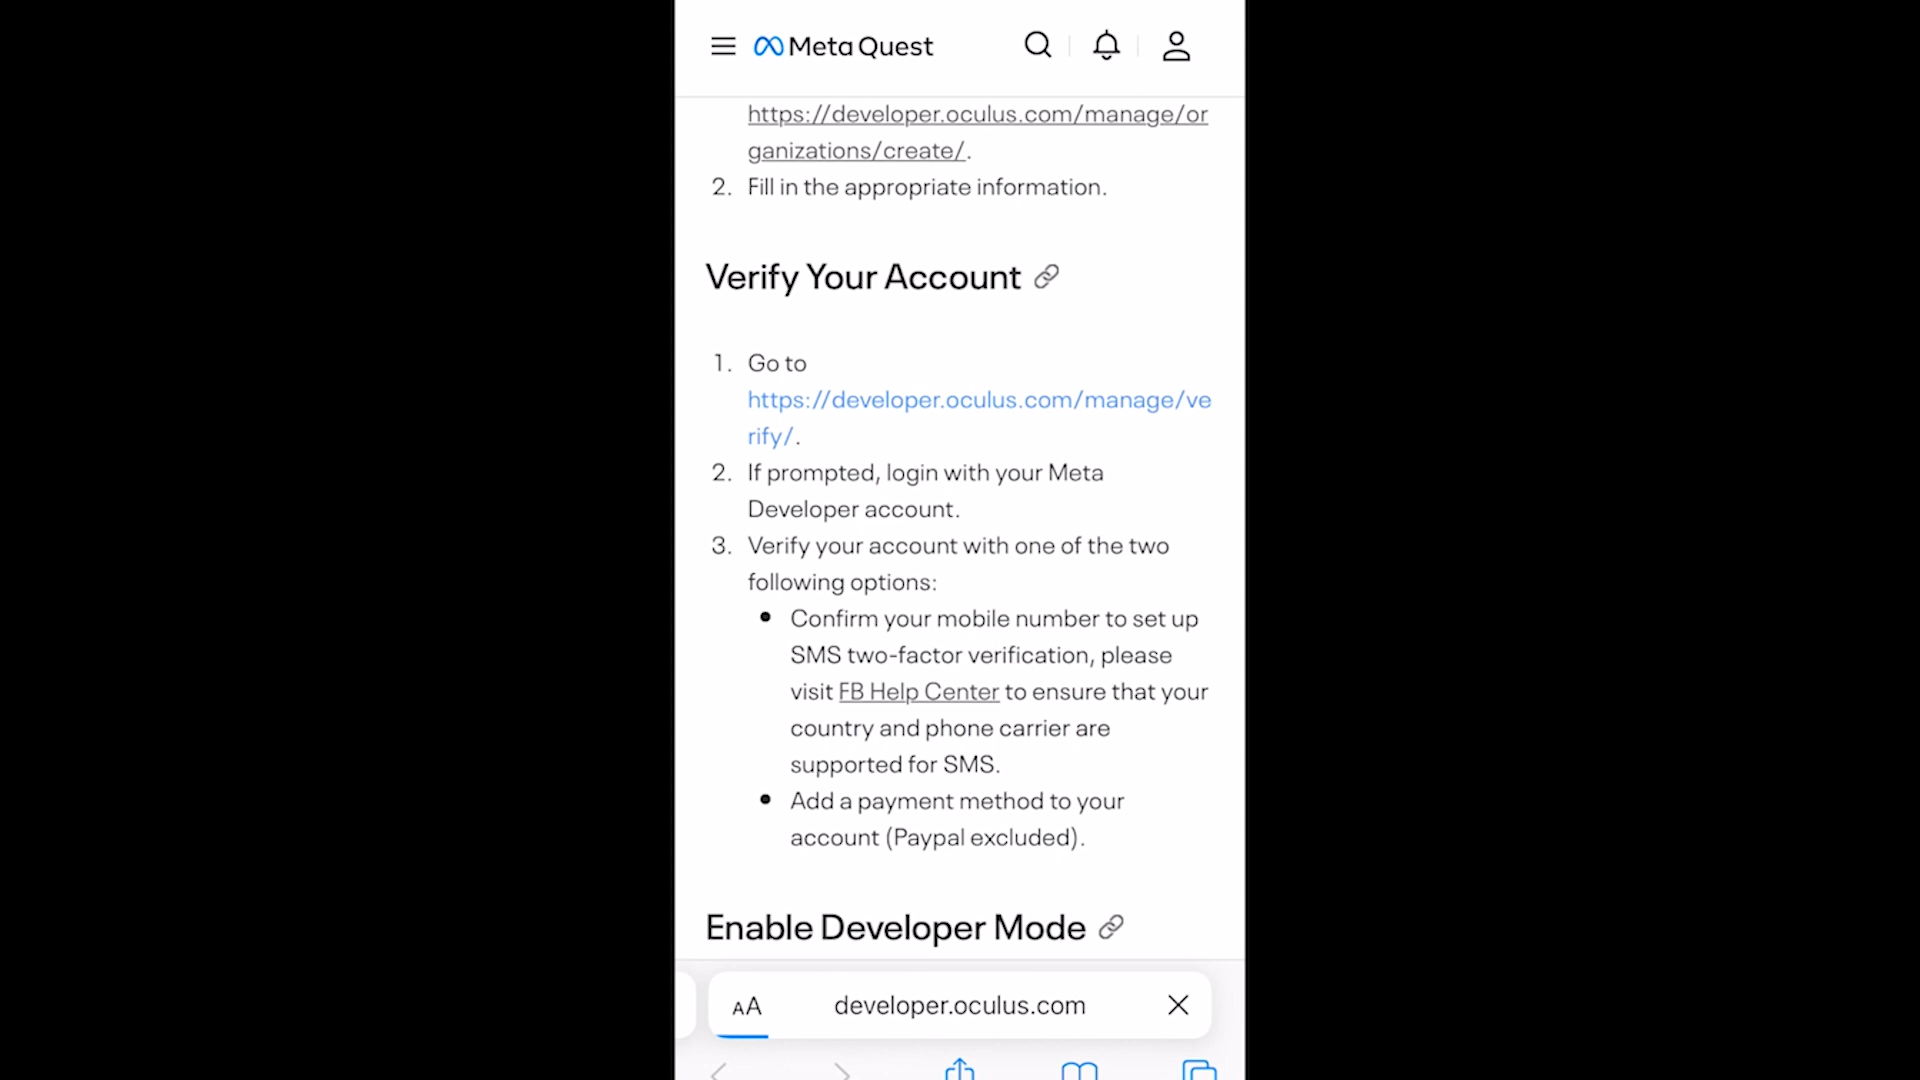 Meta Quest
https://developer.oculus.com/manage/or
ganizations/create/.
2. Fill in the appropriate information.
Verify Your Account
1. Go to
https://developer.oculus.com/manage/ve
rify/.
2. If prompted, login with your Meta
Developer account.
3. Verify your account with one of the two
following options:
• Confirm your mobile number to set up
SMS two-factor verification, please
visit FB Help Center to ensure that your
country and phone carrier are
supported for SMS.
• Add a payment method to your
account (Paypal excluded).
Enable Developer Mode
AA developer.oculus.com